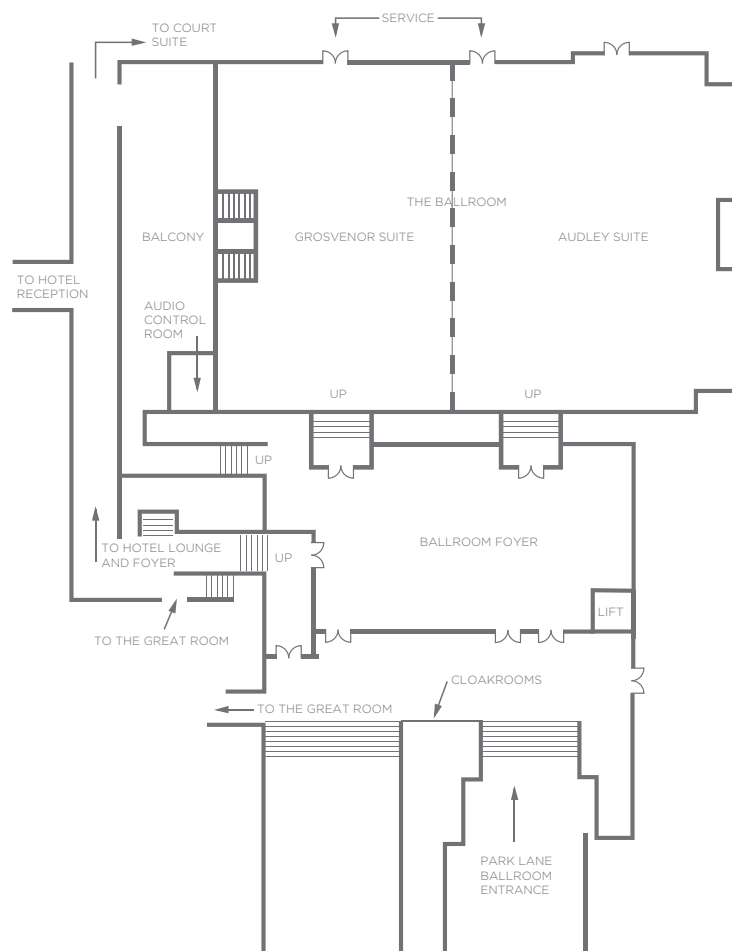 TO COURT
SUITE
SERVICE
THE BALLROOM
BALCONY
GROSVENOR SUITE
AUDLEY SUITE
TO HOTEL
RECEPTION
AUDIO
CONTROL
ROOM
UP
UP
UP
BALLROOM FOYER
TO HOTEL LOUNGE
AND FOYER
UP
LIFT
TO THE GREAT ROOM
CLOAKROOMS
TO THE GREAT ROOM
PARK LANE
BALLROOM
ENTRANCE